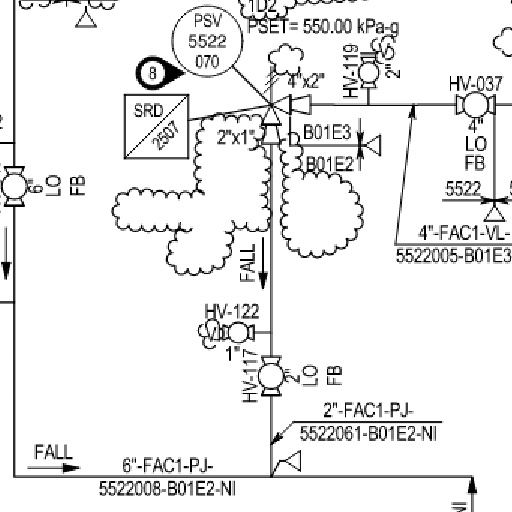 1D2
PSET= 550.00 kPa-g
PSV
5522
070
8
SRD
2507
4"x2"
2"x1"
HV-119
2"
HV-037
4"
LO
FB
B01E3
B01E2
6"
LO
FB
5522
4"-FAC1-VL-
5522005-B01E3
FALL
HV-122
1"
HV-117
2"
LO
FB
2"-FAC1-PJ-
5522061-B01E2-NI
FALL
6"-FAC1-PJ-
5522008-B01E2-NI
NI